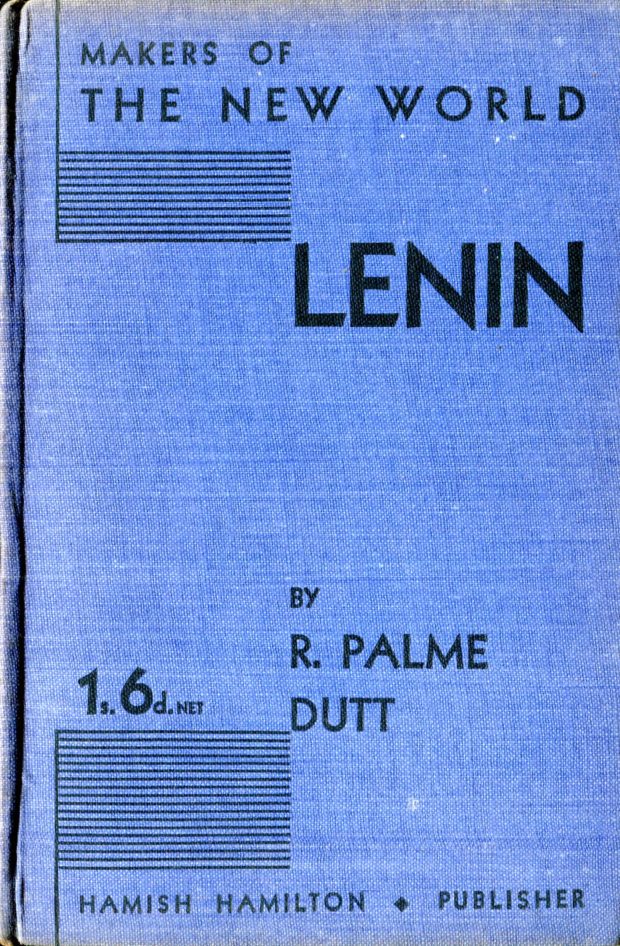 MAKERS OF
THE NEW WORLD
LENIN
BY
R. PALME
DUTT
1s. 6d. NET
HAMISH HAMILTON ◆ PUBLISHER